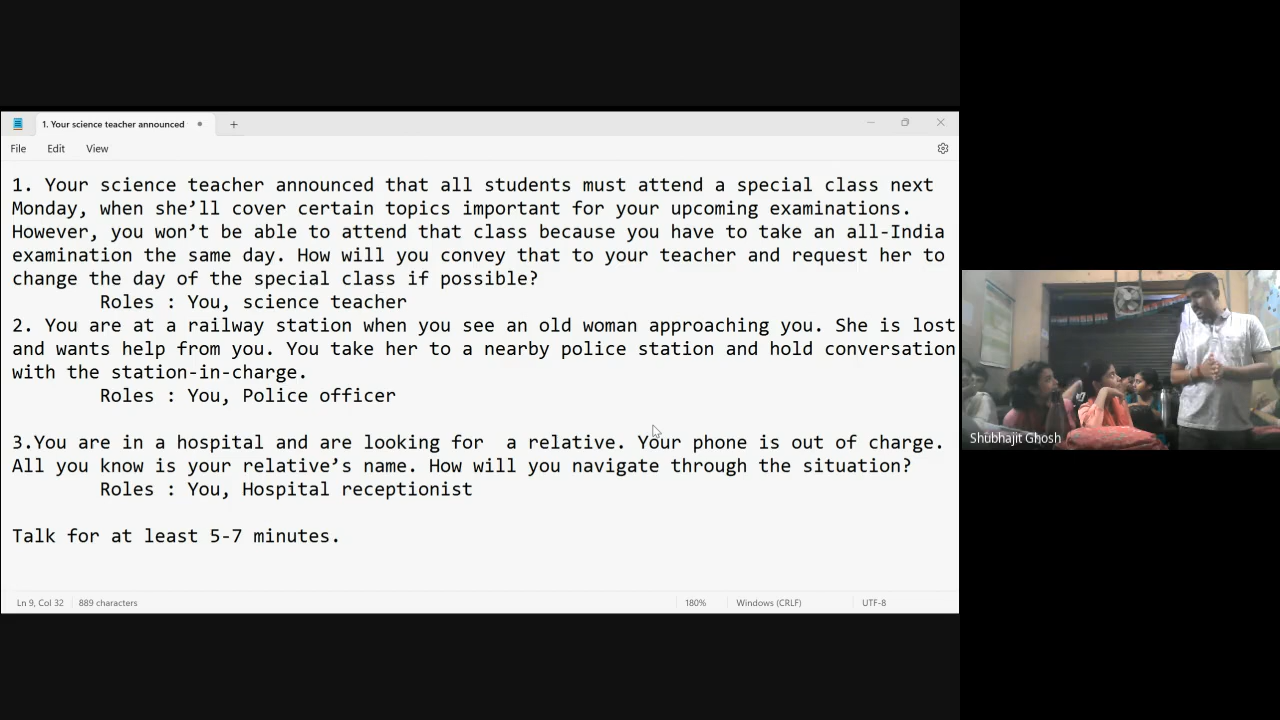 1. Your science teacher announced
File Edit View
1. Your science teacher announced that all students must attend a special class next
Monday, when she’ll cover certain topics important for your upcoming examinations.
However, you won’t be able to attend that class because you have to take an all-India
examination the same day. How will you convey that to your teacher and request her to
change the day of the special class if possible?
Roles : You, science teacher
2. You are at a railway station when you see an old woman approaching you. She is lost
and wants help from you. You take her to a nearby police station and hold conversation
with the station-in-charge.
Roles : You, Police officer
3.You are in a hospital and are looking for  a relative. Your phone is out of charge.
All you know is your relative’s name. How will you navigate through the situation?
Roles : You, Hospital receptionist
Talk for at least 5-7 minutes.
Ln 9, Col 32 889 characters 180% Windows (CRLF) UTF-8
Shubhajit Ghosh